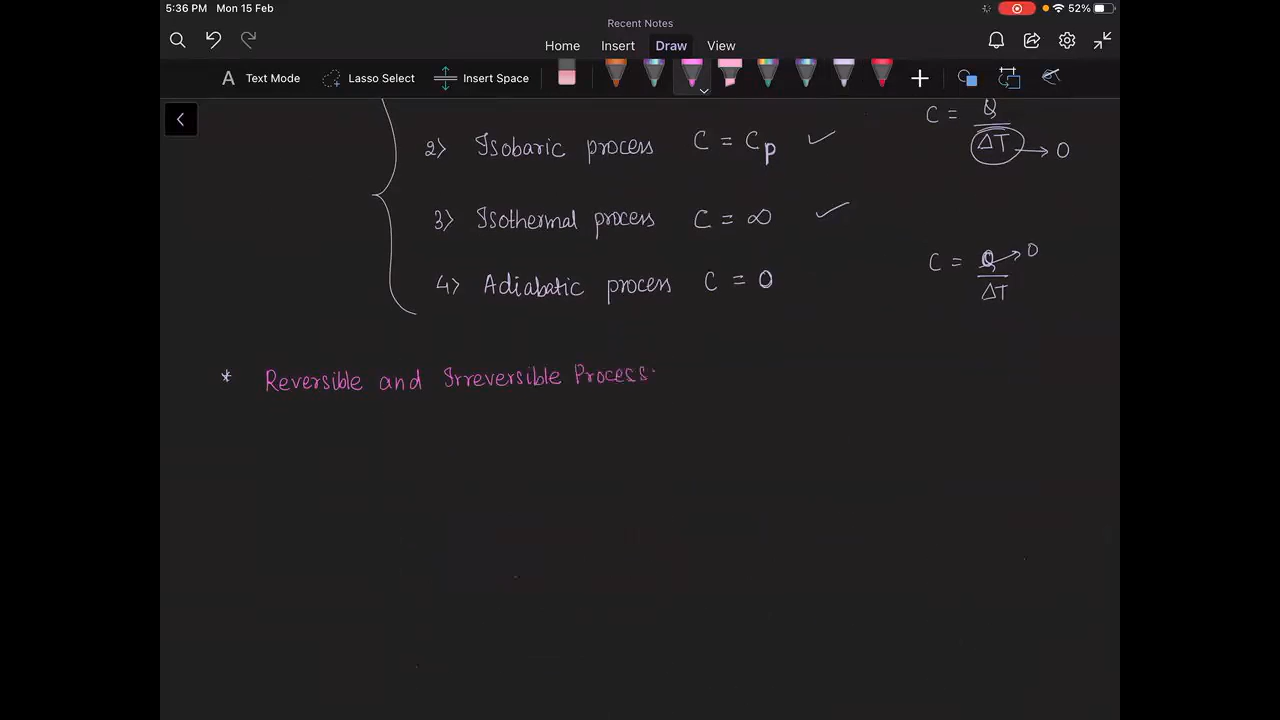 5:36 PM Mon 15 Feb
52%
Recent Notes
Home Insert Draw View
A Text Mode Lasso Select Insert Space
C = Q / ΔT → 0
2) Isobaric process C = Cp ✓
3) Isothermal process C = ∞ ✓
C = Q → 0 / ΔT
4) Adiabatic process C = 0
* Reversible and Irreversible Process